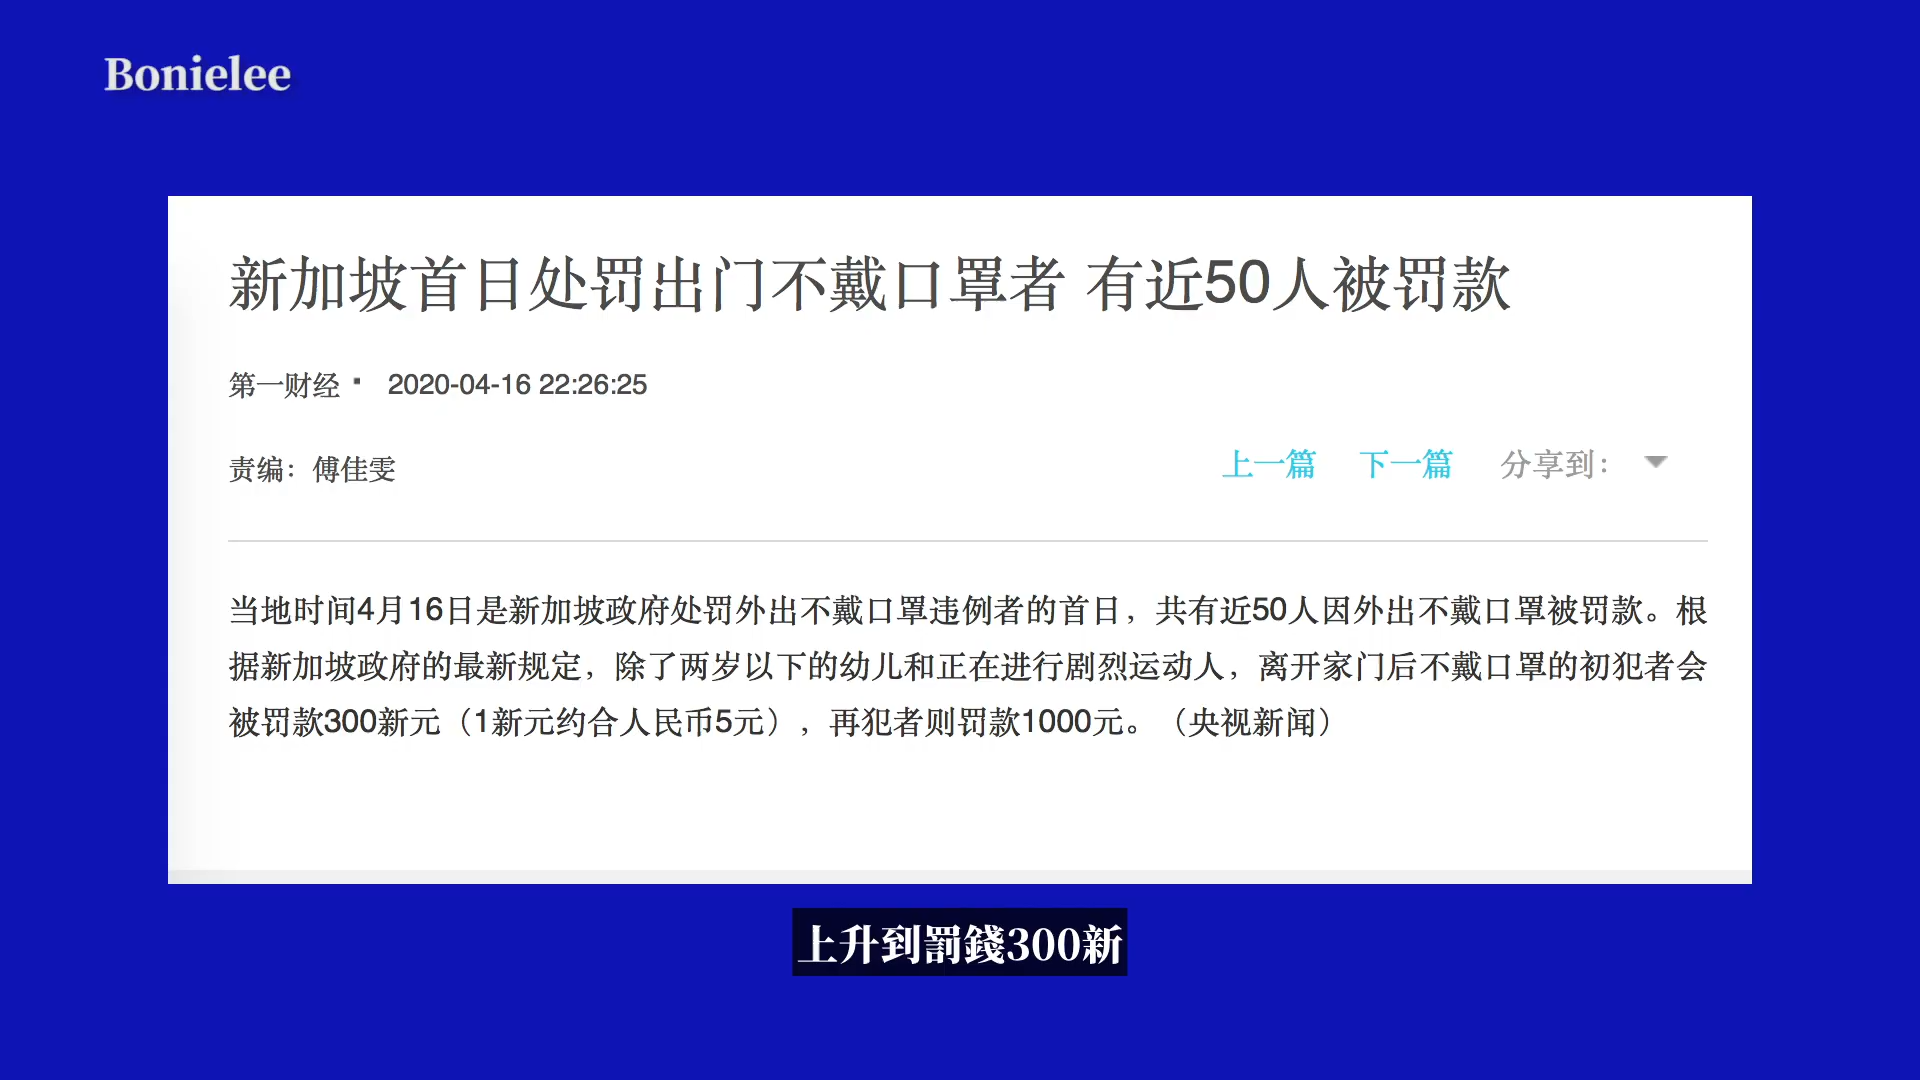 Bonielee
新加坡首日处罚出门不戴口罩者 有近50人被罚款
第一财经 ▪ 2020-04-16 22:26:25
责编：傅佳雯
上一篇 下一篇 分享到：
当地时间4月16日是新加坡政府处罚外出不戴口罩违例者的首日，共有近50人因外出不戴口罩被罚款。根
据新加坡政府的最新规定，除了两岁以下的幼儿和正在进行剧烈运动人，离开家门后不戴口罩的初犯者会
被罚款300新元（1新元约合人民币5元），再犯者则罚款1000元。（央视新闻）
上升到罰錢300新